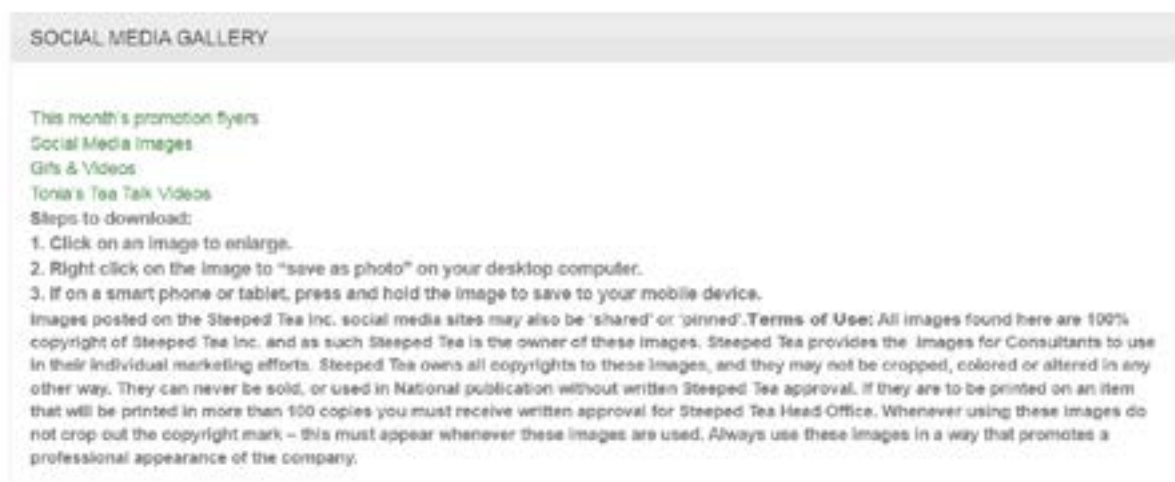 SOCIAL MEDIA GALLERY
This month's promotion flyers
Social Media Images
Gifs & Videos
Tonia's Tea Talk Videos
Steps to download:
1. Click on an image to enlarge.
2. Right click on the image to "save as photo" on your desktop computer.
3. If on a smart phone or tablet, press and hold the image to save to your mobile device.
Images posted on the Steeped Tea Inc. social media sites may also be 'shared' or 'pinned'.Terms of Use: All images found here are 100%
copyright of Steeped Tea Inc. and as such Steeped Tea is the owner of these images. Steeped Tea provides the images for Consultants to use
in their individual marketing efforts. Steeped Tea owns all copyrights to these images, and they may not be cropped, colored or altered in any
other way. They can never be sold, or used in National publication without written Steeped Tea approval. If they are to be printed on an item
that will be printed in more than 100 copies you must receive written approval for Steeped Tea Head Office. Whenever using these images do
not crop out the copyright mark – this must appear whenever these images are used. Always use these images in a way that promotes a
professional appearance of the company.